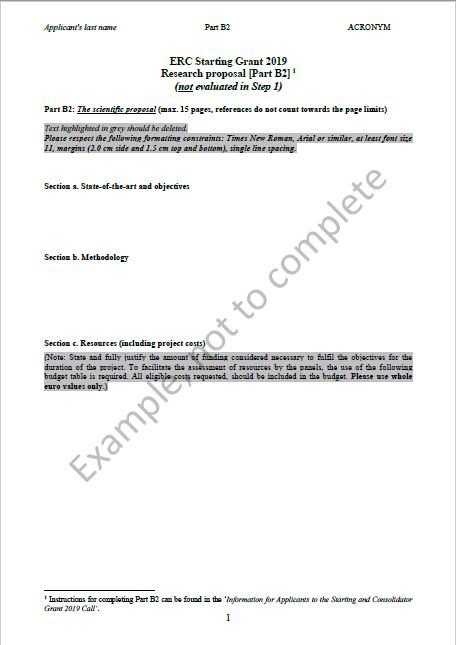 Applicant's last name Part B2 ACRONYM
ERC Starting Grant 2019
Research proposal [Part B2] 1
(not evaluated in Step 1)
Part B2: The scientific proposal (max. 15 pages, references do not count towards the page limits)
Text highlighted in grey should be deleted.
Please respect the following formatting constraints: Times New Roman, Arial or similar, at least font size
11, margins (2.0 cm side and 1.5 cm top and bottom), single line spacing.
Section a. State-of-the-art and objectives
Section b. Methodology
Section c. Resources (including project costs)
(Note: State and fully justify the amount of funding considered necessary to fulfil the objectives for the
duration of the project. To facilitate the assessment of resources by the panels, the use of the following
budget table is required. All eligible costs requested, should be included in the budget. Please use whole
euro values only.)
Example, not to complete
1 Instructions for completing Part B2 can be found in the 'Information for Applicants to the Starting and Consolidator
Grant 2019 Call'.
1